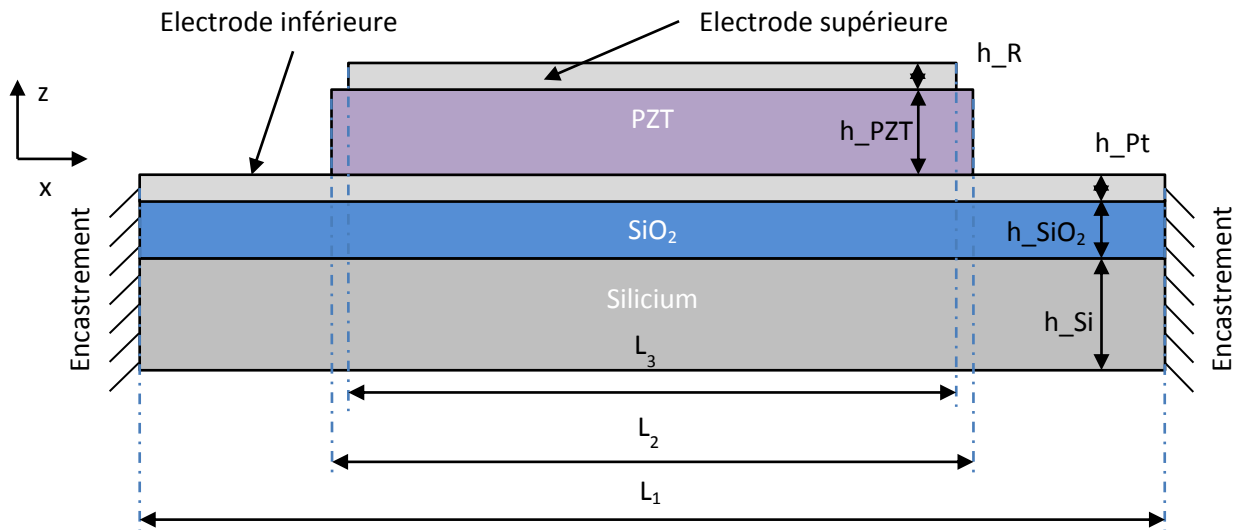 Electrode inférieure
Electrode supérieure
h_R
z
PZT
h_PZT
h_Pt
x
Encastrement
SiO₂
h_SiO₂
Encastrement
Silicium
h_Si
L₃
L₂
L₁